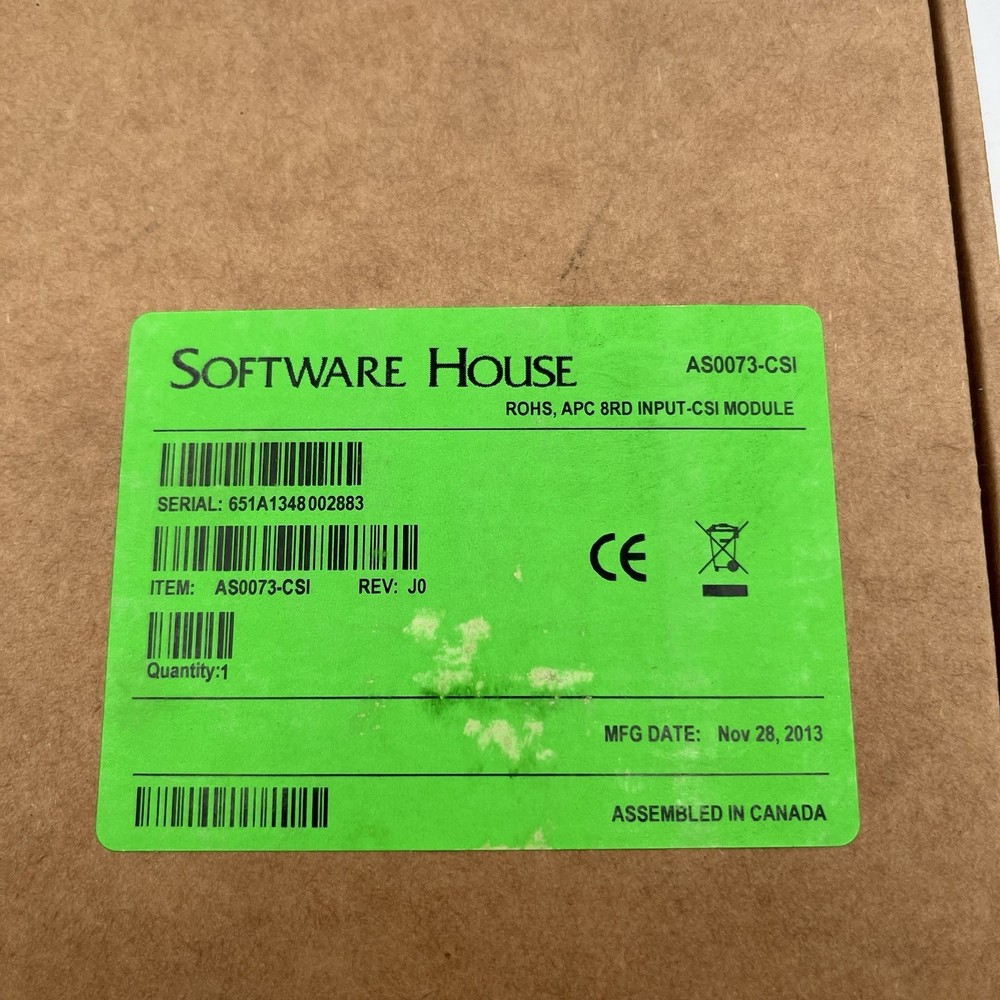 SOFTWARE HOUSE AS0073-CSI
ROHS, APC 8RD INPUT-CSI MODULE
SERIAL: 651A1348002883
ITEM: AS0073-CSI REV: J0
CE
Quantity:1
MFG DATE: Nov 28, 2013
ASSEMBLED IN CANADA